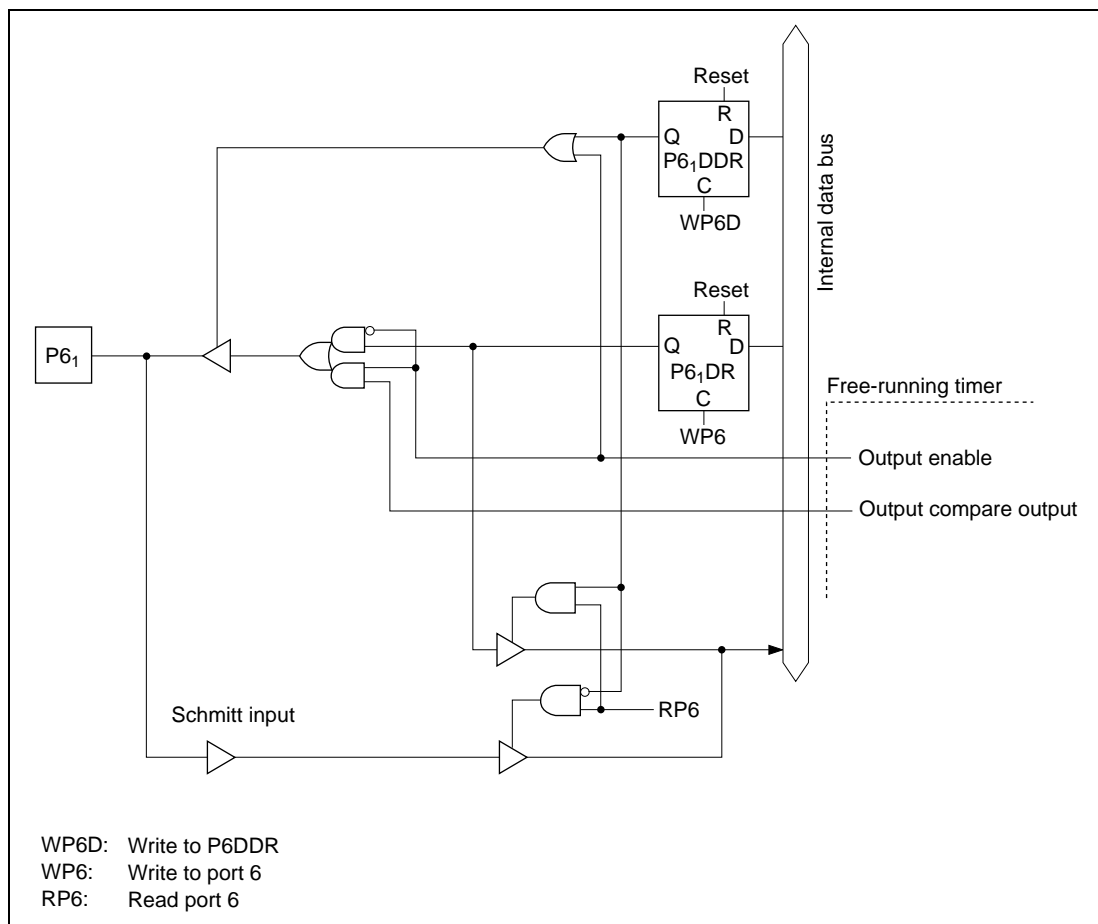 Reset
R
Q D
P6₁DDR
C
WP6D
Internal data bus
Reset
R
Q D
P6₁DR
C
WP6
P6₁
Free-running timer
Output enable
Output compare output
RP6
Schmitt input
WP6D: Write to P6DDR
WP6: Write to port 6
RP6: Read port 6